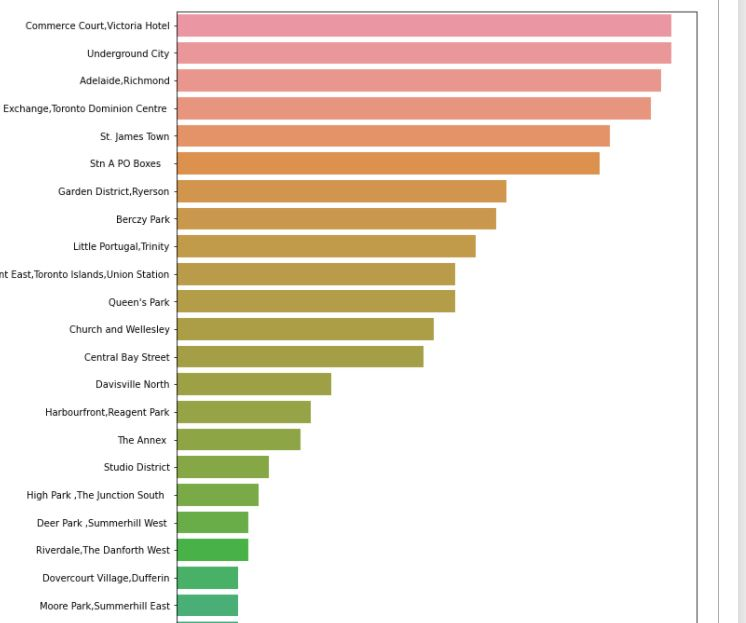 Commerce Court,Victoria Hotel
Underground City
Adelaide,Richmond
Exchange,Toronto Dominion Centre
St. James Town
Stn A PO Boxes
Garden District,Ryerson
Berczy Park
Little Portugal,Trinity
nt East,Toronto Islands,Union Station
Queen's Park
Church and Wellesley
Central Bay Street
Davisville North
Harbourfront,Reagent Park
The Annex
Studio District
High Park ,The Junction South
Deer Park ,Summerhill West
Riverdale,The Danforth West
Dovercourt Village,Dufferin
Moore Park,Summerhill East